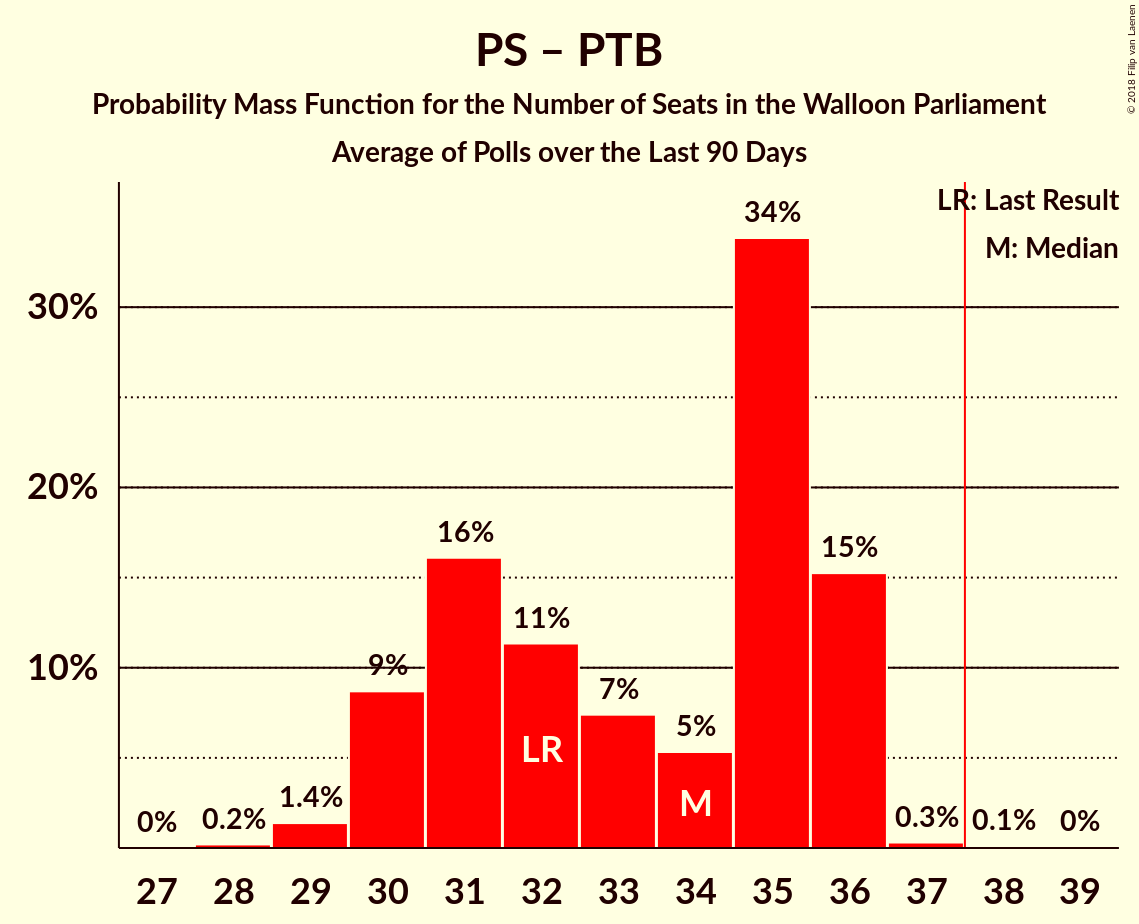 PS – PTB
Probability Mass Function for the Number of Seats in the Walloon Parliament
Average of Polls over the Last 90 Days
© 2018 Filip van Laenen
LR: Last Result
M: Median
34%
30%
20%
16%
15%
11%
10%
9%
7%
5%
LR
M
0%
0.2%
1.4%
0.3%
0.1%
0%
27 28 29 30 31 32 33 34 35 36 37 38 39